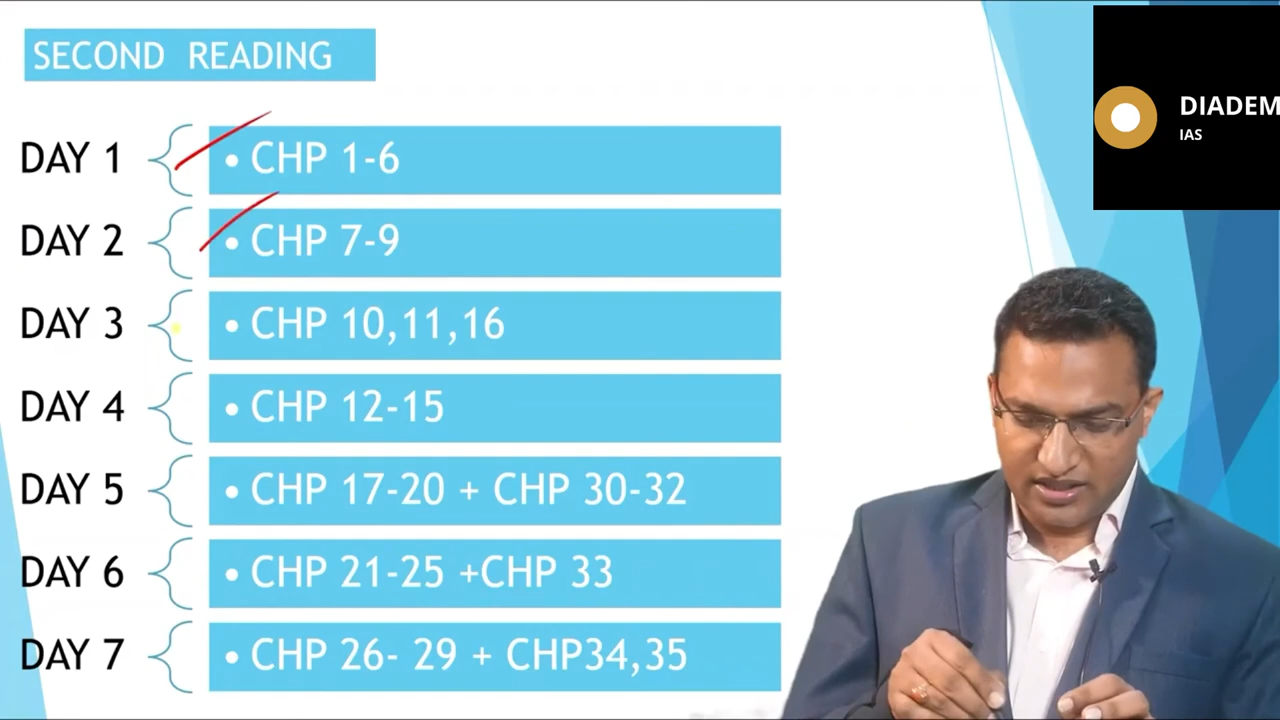 SECOND READING
DIADEM
IAS
DAY 1
• CHP 1-6
DAY 2
• CHP 7-9
DAY 3
• CHP 10,11,16
DAY 4
• CHP 12-15
DAY 5
• CHP 17-20 + CHP 30-32
DAY 6
• CHP 21-25 +CHP 33
DAY 7
• CHP 26- 29 + CHP34,35